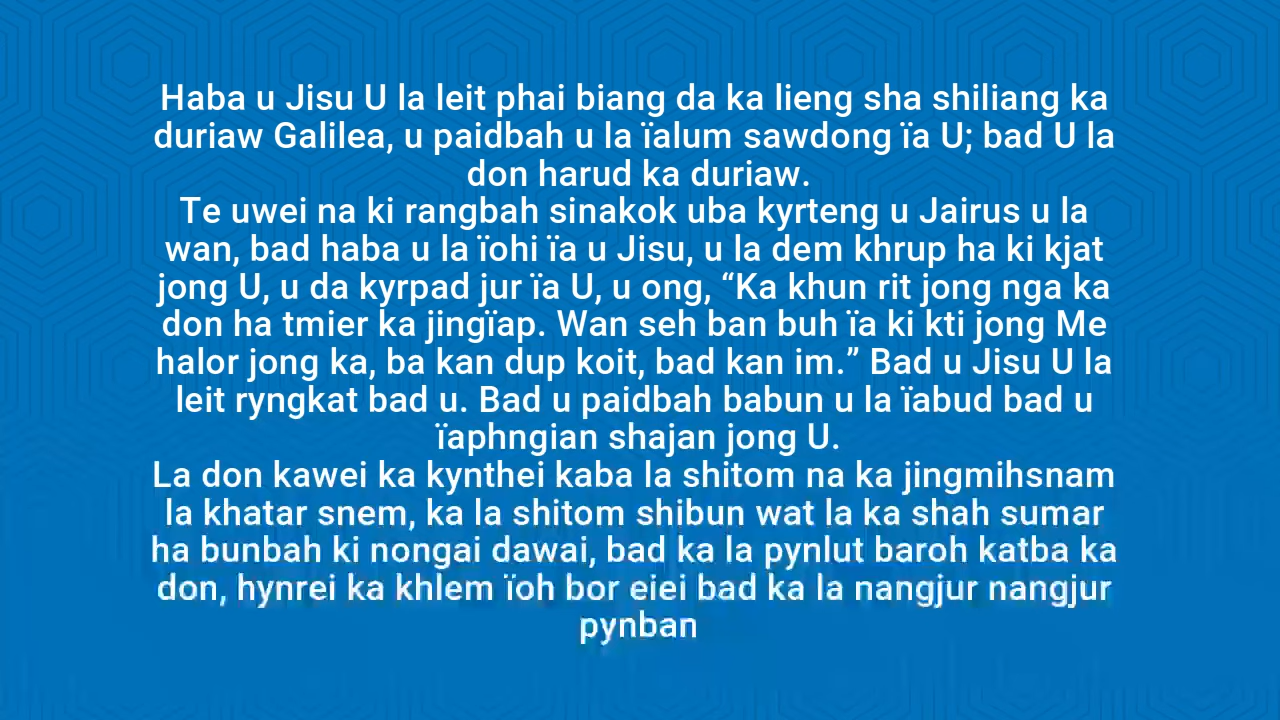 Haba u Jisu U la leit phai biang da ka lieng sha shiliang ka
duriaw Galilea, u paidbah u la ïalum sawdong ïa U; bad U la
don harud ka duriaw.
Te uwei na ki rangbah sinakok uba kyrteng u Jairus u la
wan, bad haba u la ïohi ïa u Jisu, u la dem khrup ha ki kjat
jong U, u da kyrpad jur ïa U, u ong, “Ka khun rit jong nga ka
don ha tmier ka jingïap. Wan seh ban buh ïa ki kti jong Me
halor jong ka, ba kan dup koit, bad kan im.” Bad u Jisu U la
leit ryngkat bad u. Bad u paidbah babun u la ïabud bad u
ïaphngian shajan jong U.
La don kawei ka kynthei kaba la shitom na ka jingmihsnam
la khatar snem, ka la shitom shibun wat la ka shah sumar
ha bunbah ki nongai dawai, bad ka la pynlut baroh katba ka
don, hynrei ka khlem ïoh bor eiei bad ka la nangjur nangjur
pynban